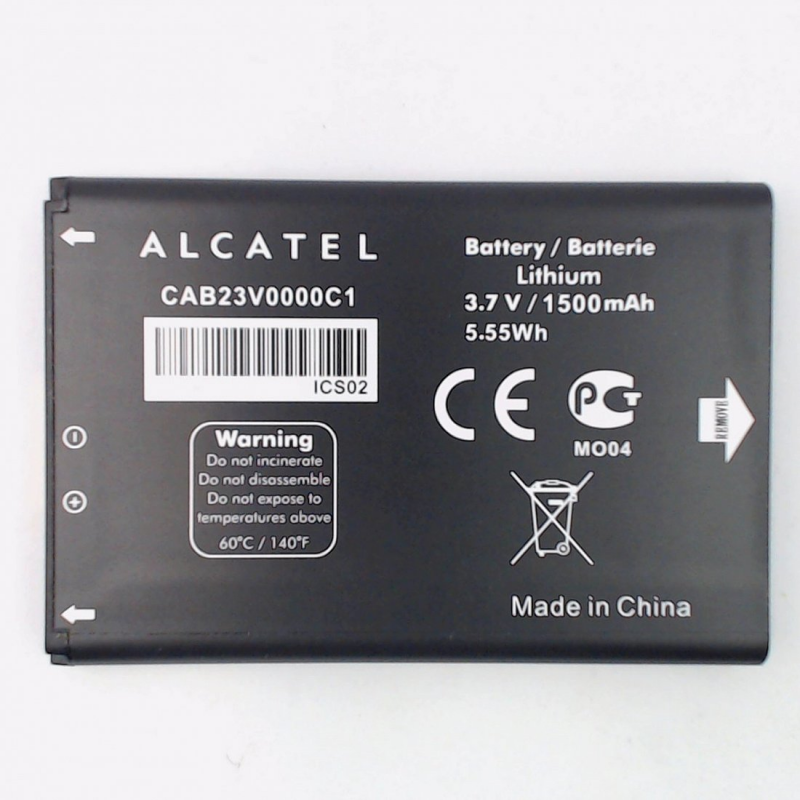 ALCATEL
CAB23V0000C1
ICS02
Warning
Do not incinerate
Do not disassemble
Do not expose to
temperatures above
60°C / 140°F
Battery / Batterie
Lithium
3.7 V / 1500mAh
5.55Wh
CE PCT
MO04
REMOVE
Made in China